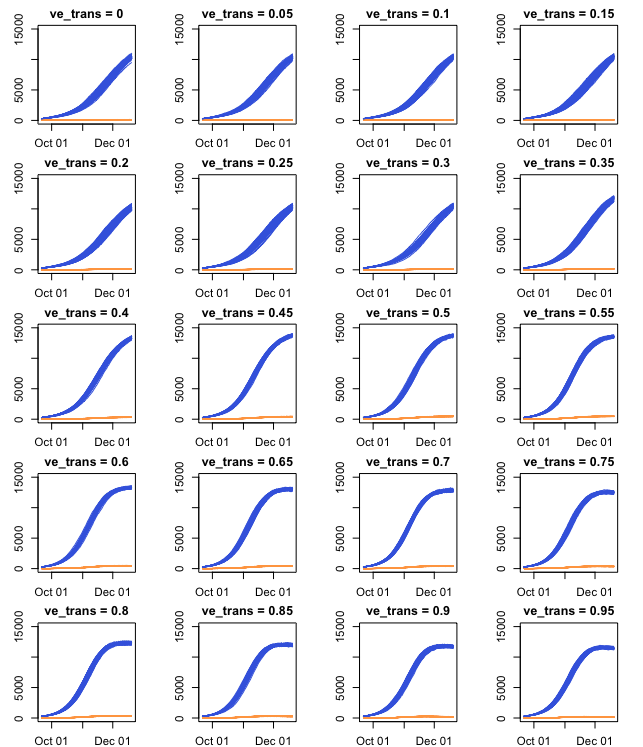 ve_trans = 0 ve_trans = 0.05 ve_trans = 0.1 ve_trans = 0.15
15000 15000 15000 15000
5000 5000 5000 5000
0 0 0 0
Oct 01 Dec 01 Oct 01 Dec 01 Oct 01 Dec 01 Oct 01 Dec 01
ve_trans = 0.2 ve_trans = 0.25 ve_trans = 0.3 ve_trans = 0.35
15000 15000 15000 15000
5000 5000 5000 5000
0 0 0 0
Oct 01 Dec 01 Oct 01 Dec 01 Oct 01 Dec 01 Oct 01 Dec 01
ve_trans = 0.4 ve_trans = 0.45 ve_trans = 0.5 ve_trans = 0.55
15000 15000 15000 15000
5000 5000 5000 5000
0 0 0 0
Oct 01 Dec 01 Oct 01 Dec 01 Oct 01 Dec 01 Oct 01 Dec 01
ve_trans = 0.6 ve_trans = 0.65 ve_trans = 0.7 ve_trans = 0.75
15000 15000 15000 15000
5000 5000 5000 5000
0 0 0 0
Oct 01 Dec 01 Oct 01 Dec 01 Oct 01 Dec 01 Oct 01 Dec 01
ve_trans = 0.8 ve_trans = 0.85 ve_trans = 0.9 ve_trans = 0.95
15000 15000 15000 15000
5000 5000 5000 5000
0 0 0 0
Oct 01 Dec 01 Oct 01 Dec 01 Oct 01 Dec 01 Oct 01 Dec 01